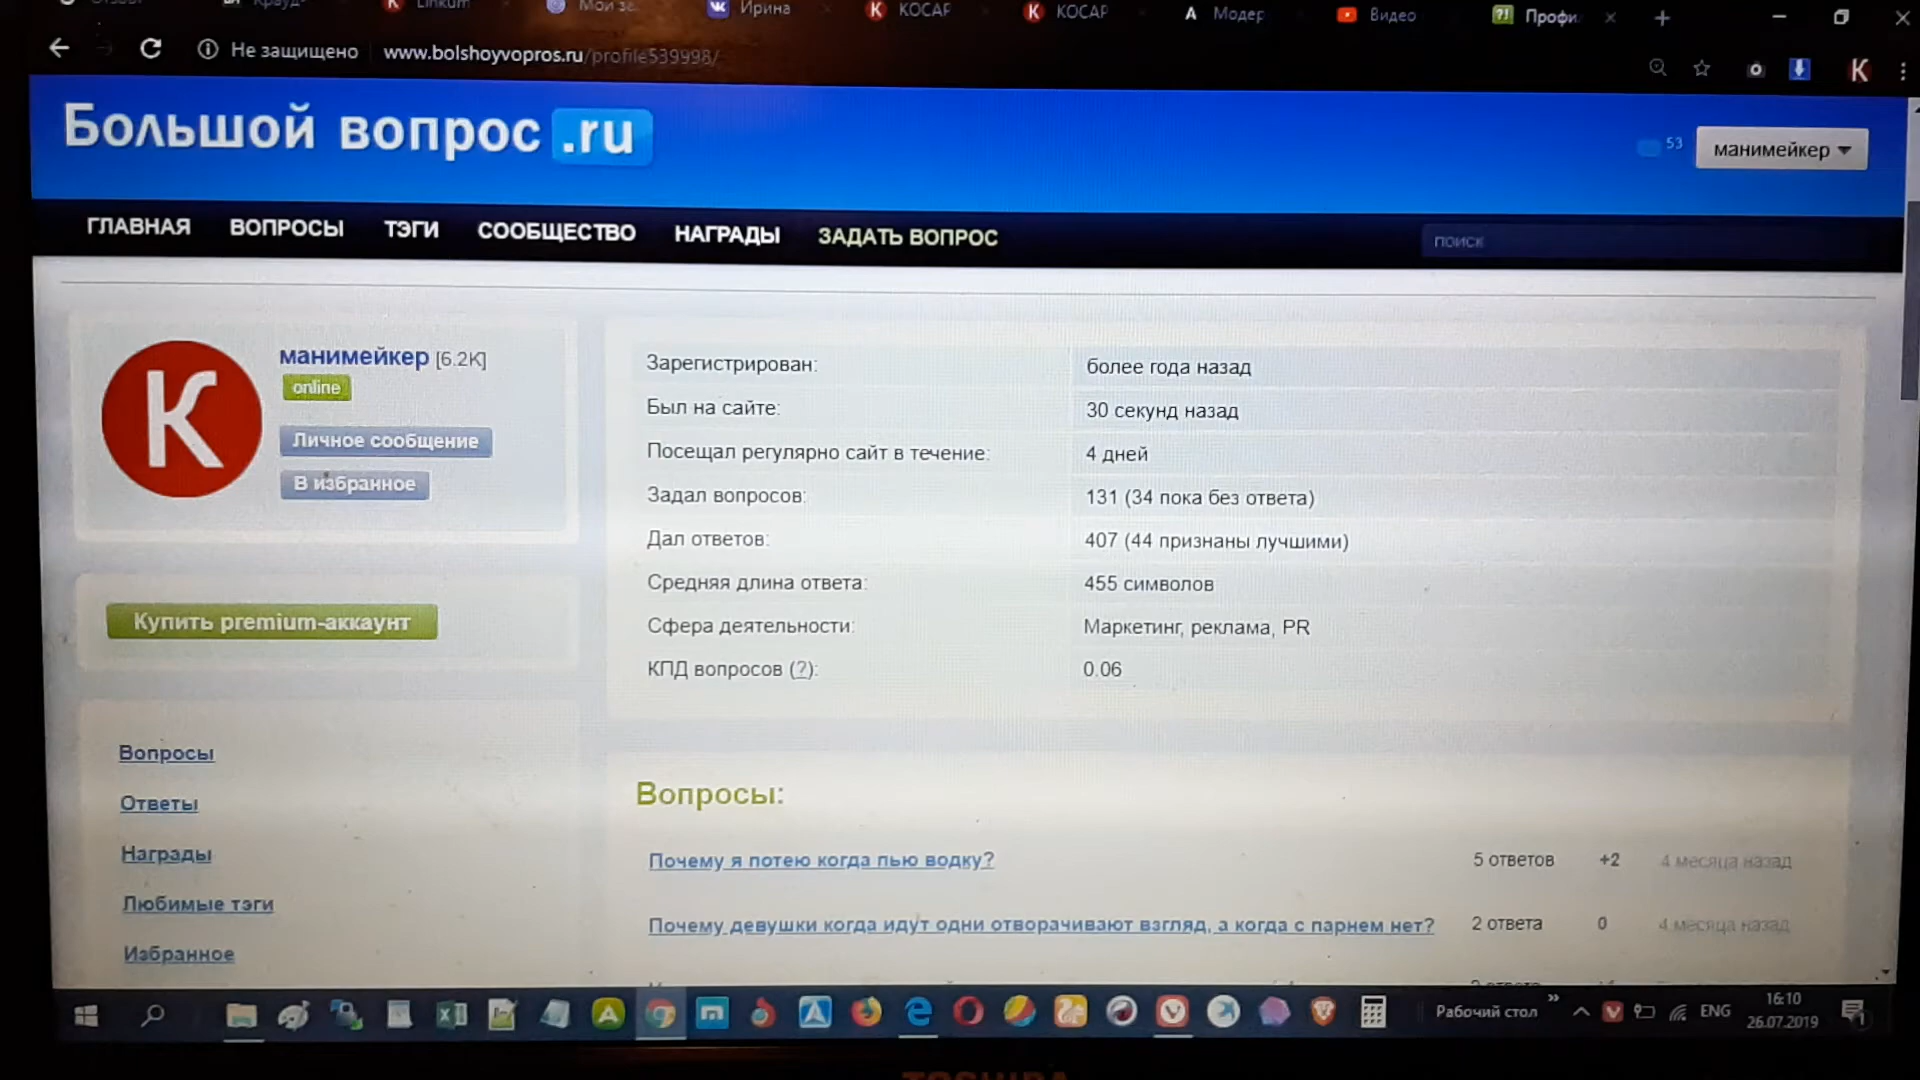 Linkum
Мои за
Ирина
КОСАР
КОСАР
Модер
Видео
Профи
Не защищено
www.bolshoyvopros.ru/profile539998/
Большой вопрос .ru
53
манимейкер
ГЛАВНАЯ ВОПРОСЫ ТЭГИ СООБЩЕСТВО НАГРАДЫ ЗАДАТЬ ВОПРОС
поиск
К
манимейкер [6.2K]
online
Личное сообщение
В избранное
Купить premium-аккаунт
Вопросы
Ответы
Награды
Любимые тэги
Избранное
Зарегистрирован: более года назад
Был на сайте: 30 секунд назад
Посещал регулярно сайт в течение: 4 дней
Задал вопросов: 131 (34 пока без ответа)
Дал ответов: 407 (44 признаны лучшими)
Средняя длина ответа: 455 символов
Сфера деятельности: Маркетинг, реклама, PR
КПД вопросов (?): 0.06
Вопросы:
Почему я потею когда пью водку? 5 ответов +2 4 месяца назад
Почему девушки когда идут одни отворачивают взгляд, а когда с парнем нет? 2 ответа 0 4 месяца назад
Рабочий стол
ENG
16:10
26.07.2019